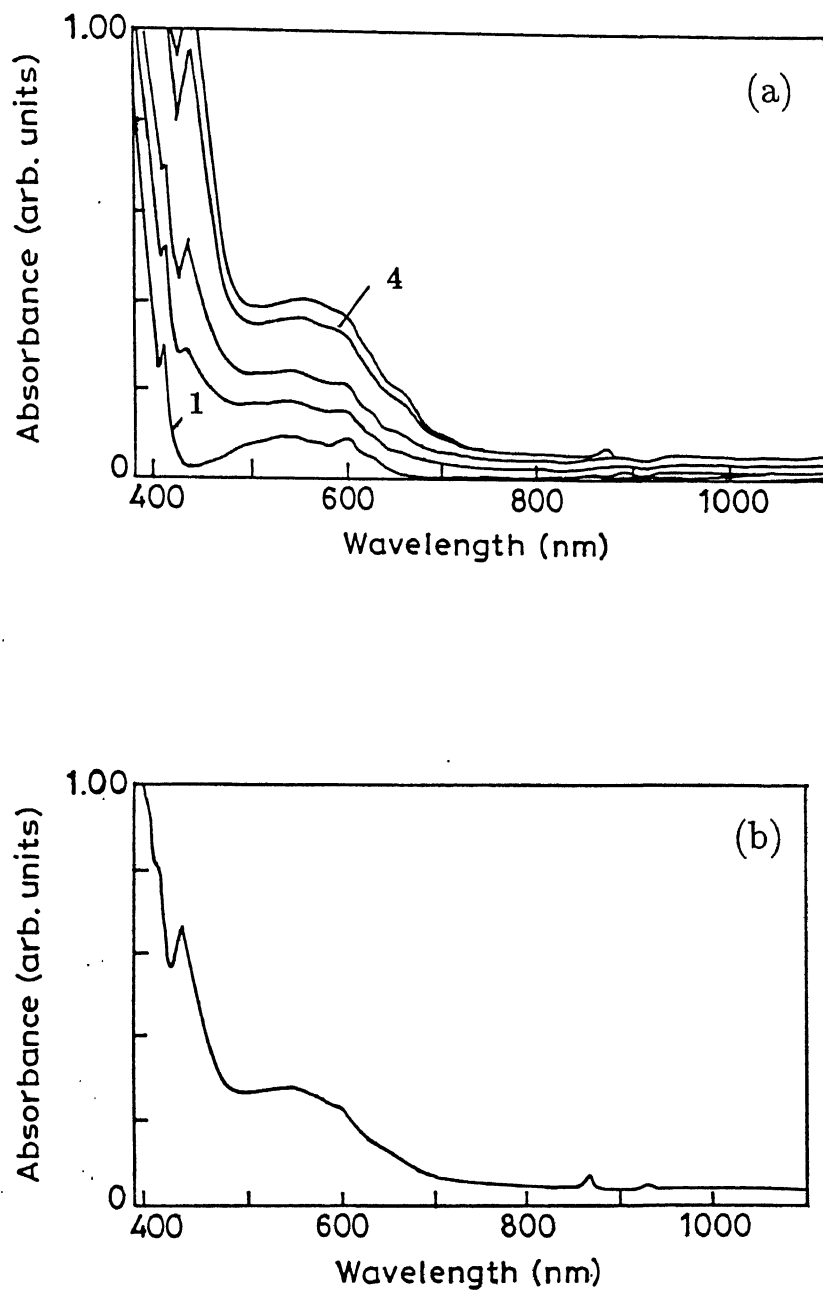 1.00
(a)
Absorbance (arb. units)
4
1
0
400 600 800 1000
Wavelength (nm)
1.00
(b)
Absorbance (arb. units)
0
400 600 800 1000
Wavelength (nm)